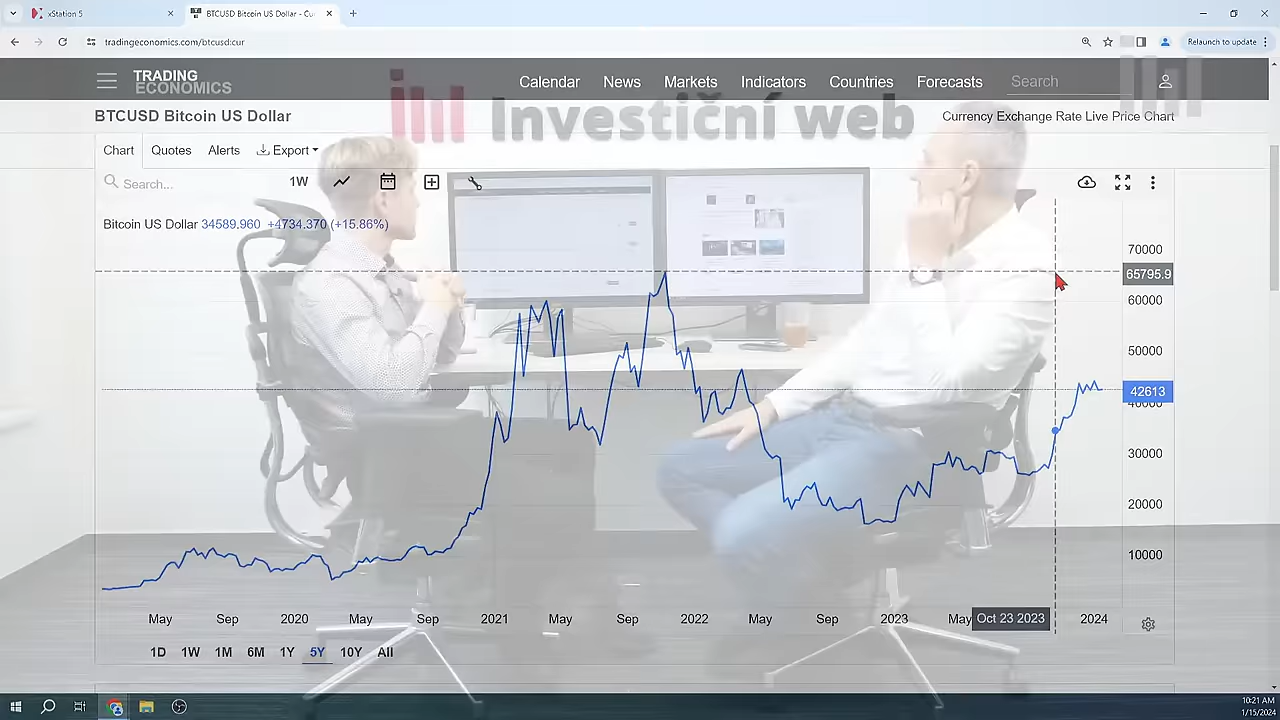 xStation 5
BTCUSD Bitcoin US Dollar - Cu
tradingeconomics.com/btcusd:cur
Relaunch to update
TRADING
ECONOMICS
Calendar News Markets Indicators Countries Forecasts Search
Investiční web
BTCUSD Bitcoin US Dollar
Currency Exchange Rate Live Price Chart
Chart Quotes Alerts Export
Search... 1W
Bitcoin US Dollar 34589.960 +4734.370 (+15.86%)
70000
65795.9
60000
50000
42613
40000
30000
20000
10000
May Sep 2020 May Sep 2021 May Sep 2022 May Sep 2023 May Oct 23 2023 2024
1D 1W 1M 6M 1Y 5Y 10Y All
10:21 AM
1/15/2024